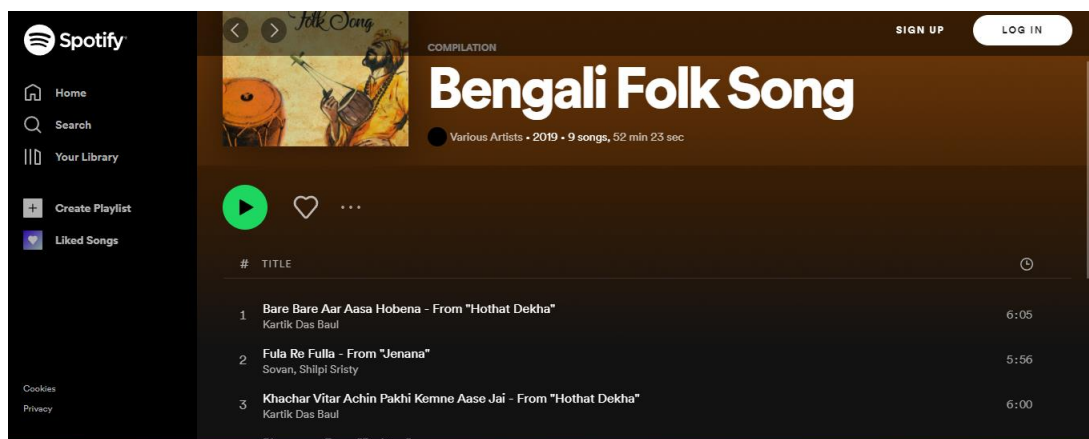 Spotify
Home
Search
Your Library
Create Playlist
Liked Songs
Cookies
Privacy
Folk Song
SIGN UP
LOG IN
COMPILATION
Bengali Folk Song
Various Artists • 2019 • 9 songs, 52 min 23 sec
# TITLE
1 Bare Bare Aar Aasa Hobena - From "Hothat Dekha" 6:05
Kartik Das Baul
2 Fula Re Fulla - From "Jenana" 5:56
Sovan, Shilpi Sristy
3 Khachar Vitar Achin Pakhi Kemne Aase Jai - From "Hothat Dekha" 6:00
Kartik Das Baul